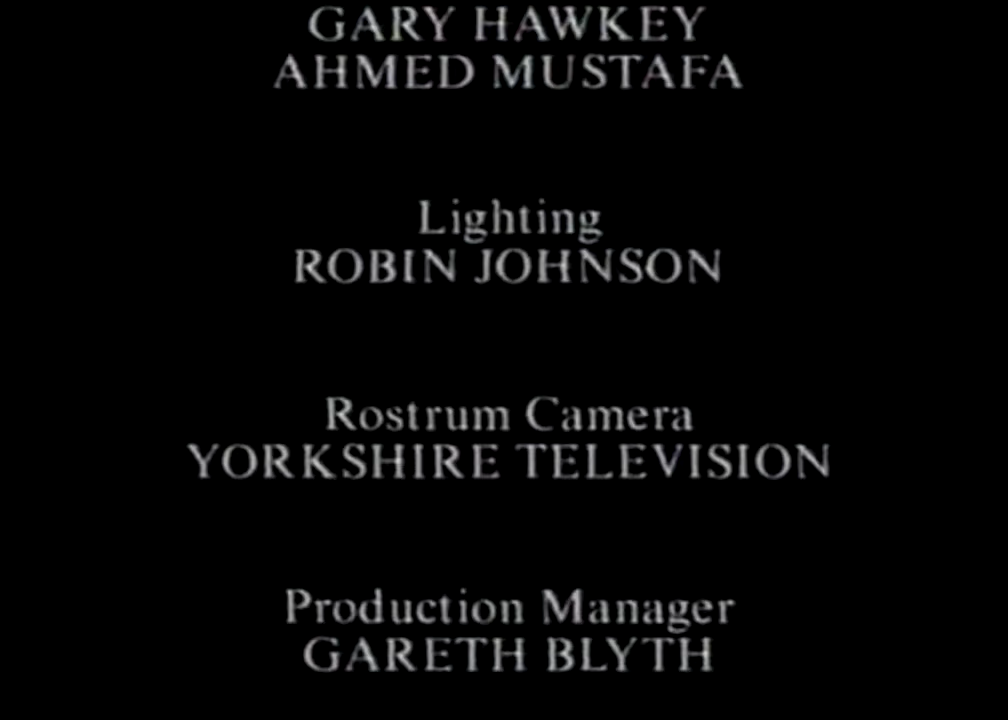 GARY HAWKEY
AHMED MUSTAFA
Lighting
ROBIN JOHNSON
Rostrum Camera
YORKSHIRE TELEVISION
Production Manager
GARETH BLYTH